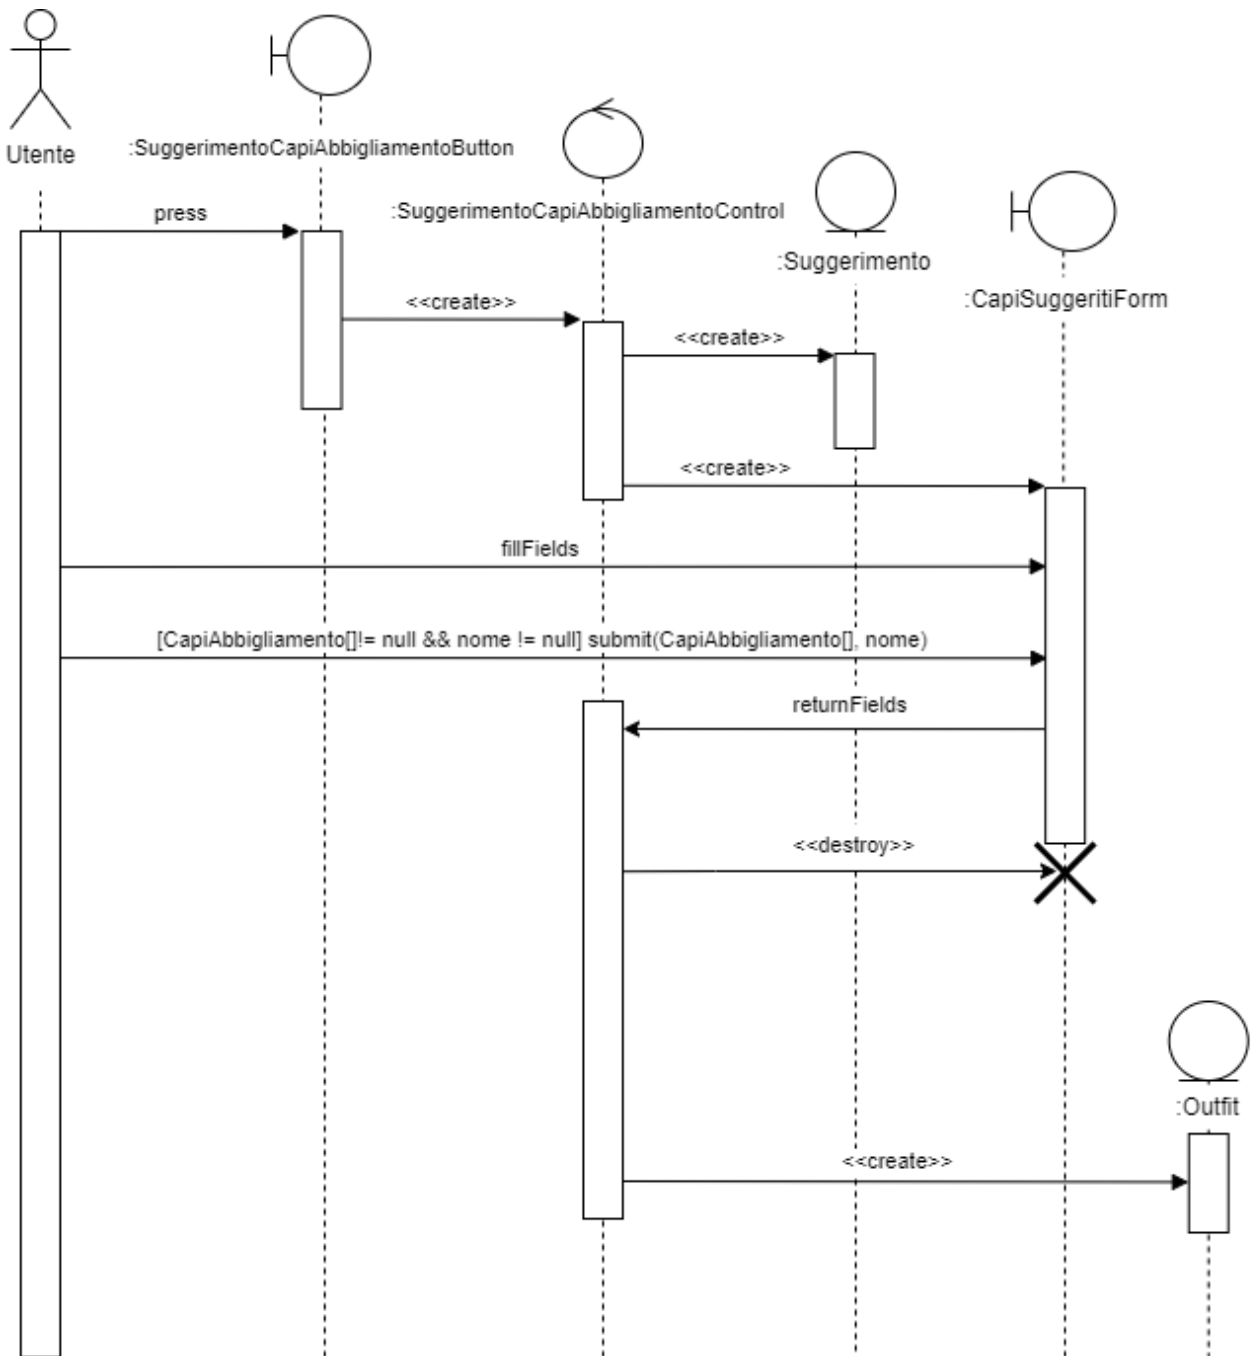 Utente
:SuggerimentoCapiAbbigliamentoButton
:SuggerimentoCapiAbbigliamentoControl
:Suggerimento
:CapiSuggeritiForm
press
<<create>>
<<create>>
<<create>>
fillFields
[CapiAbbigliamento[]!= null && nome != null] submit(CapiAbbigliamento[], nome)
returnFields
<<destroy>>
:Outfit
<<create>>